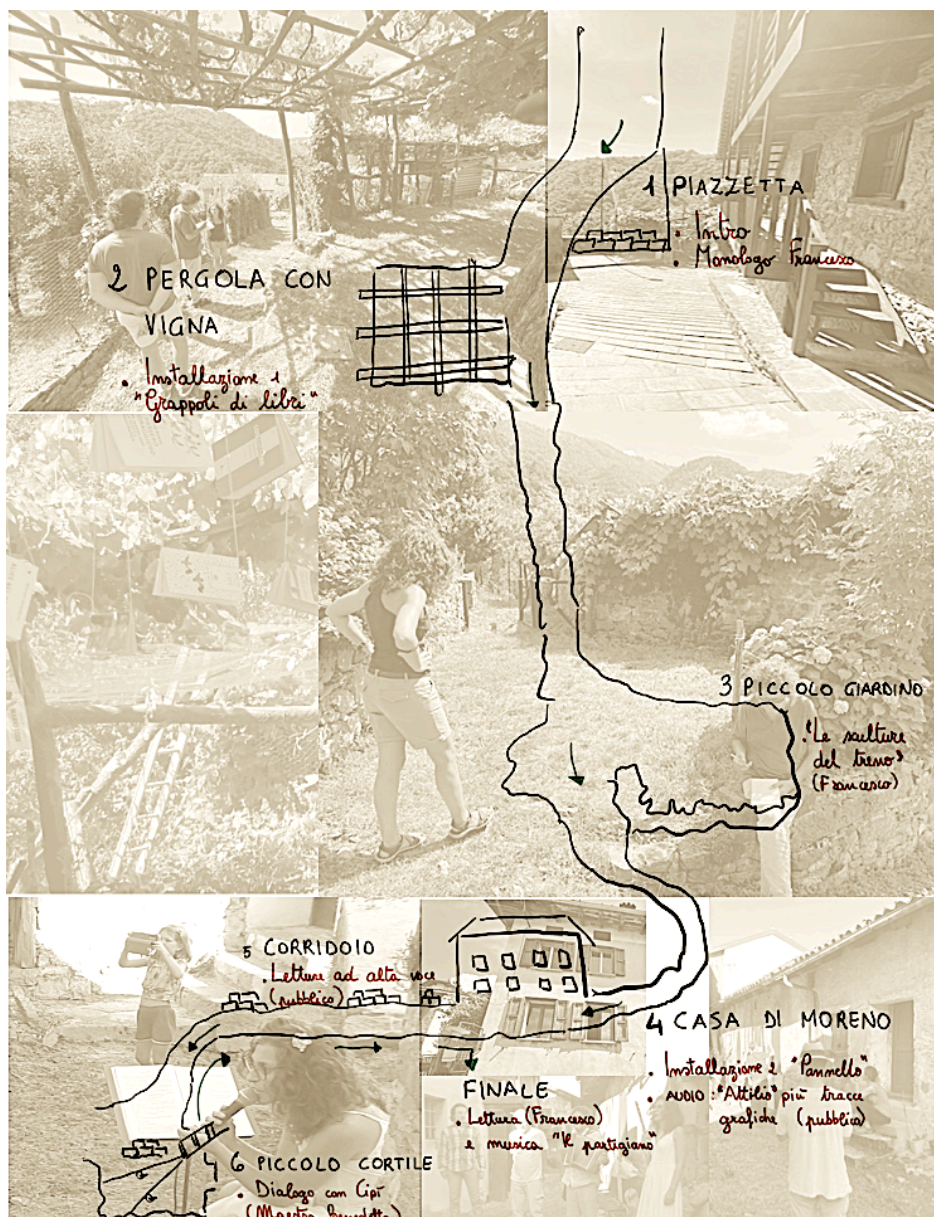 1 PIAZZETTA
• Intro
• Monologo Francesco
2 PERGOLA CON
VIGNA
• Installazione 1
"Grappoli di libri"
3 PICCOLO GIARDINO
• "Le sculture
del treno"
(Francesco)
4 CASA DI MORENO
• Installazione 2 "Pannello"
• AUDIO: "Attilio" più tracce
grafiche (pubblico)
5 CORRIDOIO
• Letture ad alta voce
(pubblico)
6 PICCOLO CORTILE
• Dialogo con Cipì
(Maestra Benedetta)
FINALE
• Lettura (Francesco)
e musica "Il partigiano"